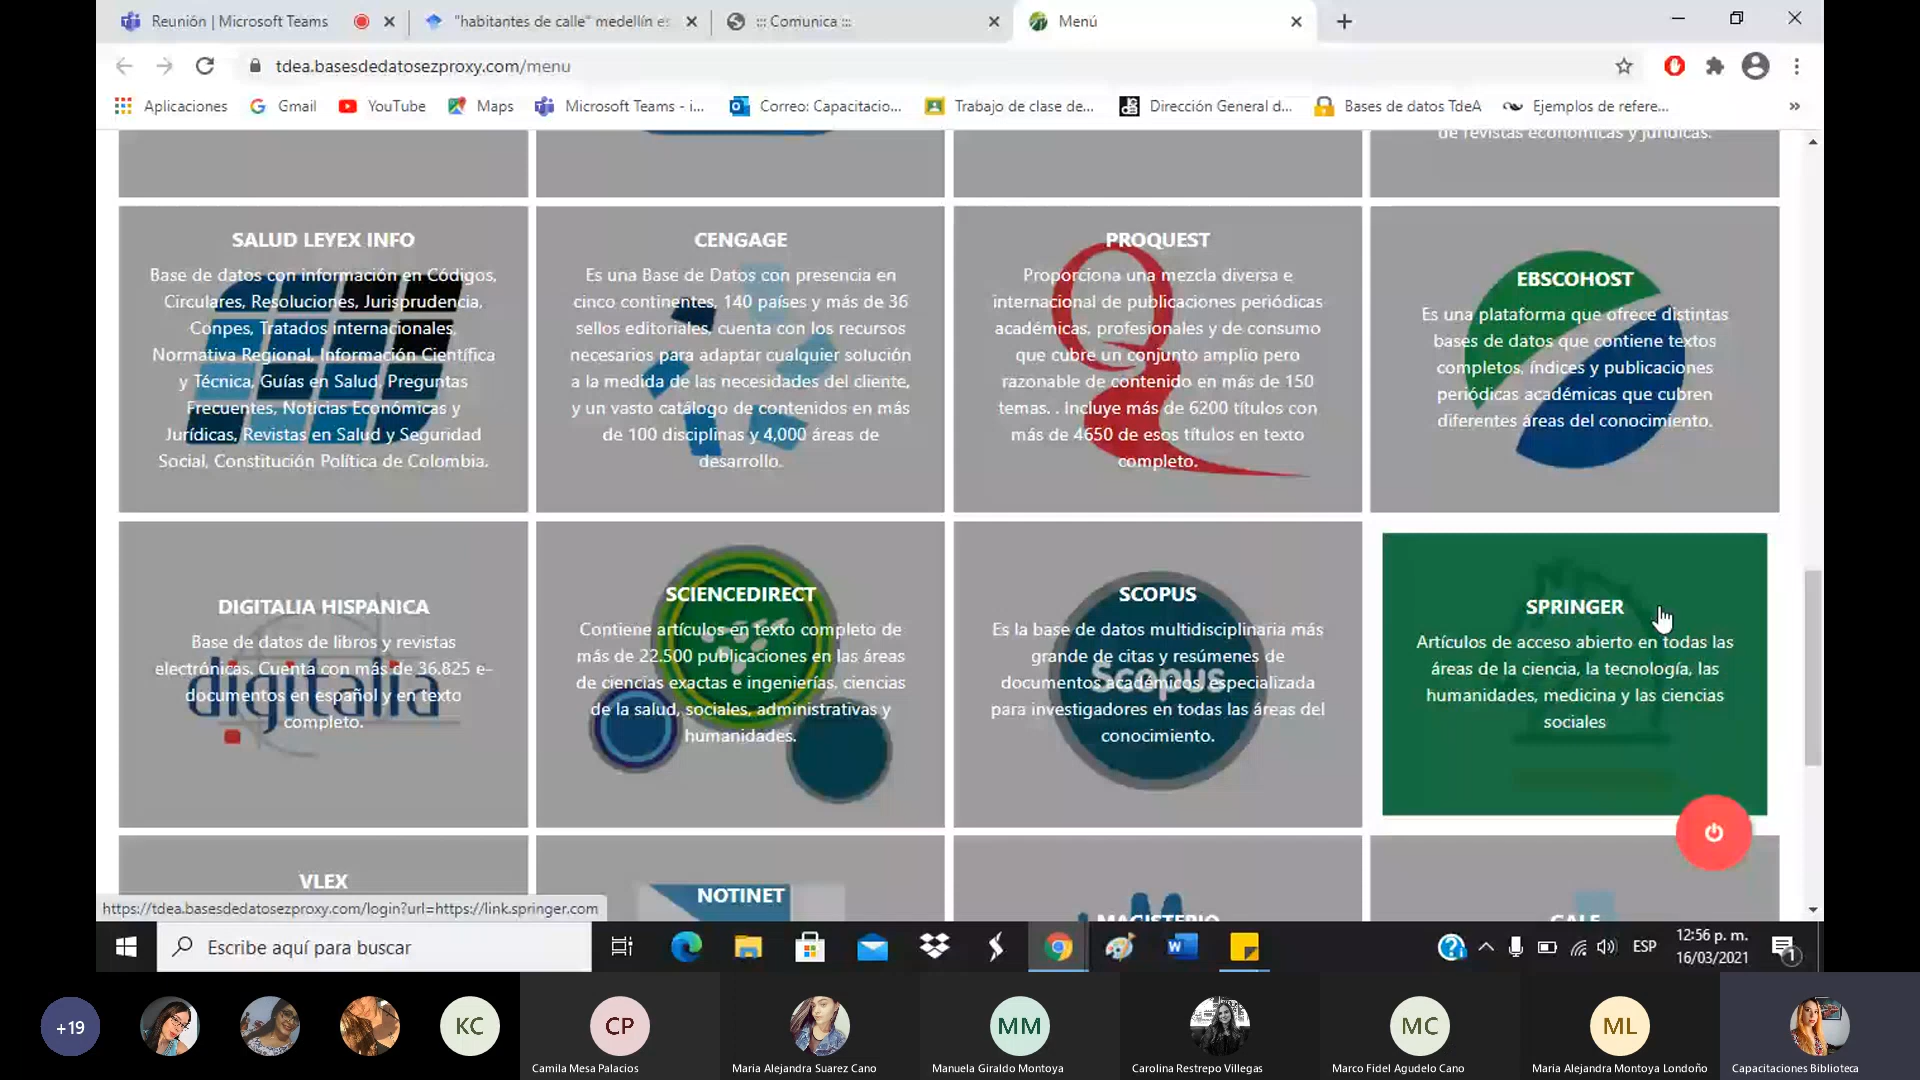 Reunión | Microsoft Teams
"habitantes de calle" medellín es
::: Comunica :::
Menú
tdea.basesdedatosezproxy.com/menu
Aplicaciones
Gmail
YouTube
Maps
Microsoft Teams - i...
Correo: Capacitacio...
Trabajo de clase de...
Dirección General d...
Bases de datos TdeA
Ejemplos de refere...
»
de revistas económicas y jurídicas.
SALUD LEYEX INFO
Base de datos con información en Códigos,
Circulares, Resoluciones, Jurisprudencia,
Conpes, Tratados internacionales,
Normativa Regional, Información Científica
y Técnica, Guías en Salud, Preguntas
Frecuentes, Noticias Económicas y
Jurídicas, Revistas en Salud y Seguridad
Social, Constitución Política de Colombia.
CENGAGE
Es una Base de Datos con presencia en
cinco continentes, 140 países y más de 36
sellos editoriales, cuenta con los recursos
necesarios para adaptar cualquier solución
a la medida de las necesidades del cliente,
y un vasto catálogo de contenidos en más
de 100 disciplinas y 4,000 áreas de
desarrollo.
PROQUEST
Proporciona una mezcla diversa e
internacional de publicaciones periódicas
académicas, profesionales y de consumo
que cubre un conjunto amplio pero
razonable de contenido en más de 150
temas. . Incluye más de 6200 títulos con
más de 4650 de esos títulos en texto
completo.
EBSCOHOST
Es una plataforma que ofrece distintas
bases de datos que contiene textos
completos, índices y publicaciones
periódicas académicas que cubren
diferentes áreas del conocimiento.
DIGITALIA HISPANICA
Base de datos de libros y revistas
electrónicas. Cuenta con más de 36.825 e-
documentos en español y en texto
completo.
digitalia
SCIENCEDIRECT
Contiene artículos en texto completo de
más de 22.500 publicaciones en las áreas
de ciencias exactas e ingenierías, ciencias
de la salud, sociales, administrativas y
humanidades.
SCOPUS
Es la base de datos multidisciplinaria más
grande de citas y resúmenes de
documentos académicos, especializada
para investigadores en todas las áreas del
conocimiento.
Scopus
SPRINGER
Artículos de acceso abierto en todas las
áreas de la ciencia, la tecnología, las
humanidades, medicina y las ciencias
sociales
VLEX
NOTINET
MAGISTERIO
GALE
https://tdea.basesdedatosezproxy.com/login?url=https://link.springer.com
Escribe aquí para buscar
ESP
12:56 p. m.
16/03/2021
1
+19
KC
CP
Camila Mesa Palacios
Maria Alejandra Suarez Cano
MM
Manuela Giraldo Montoya
Carolina Restrepo Villegas
MC
Marco Fidel Agudelo Cano
ML
Maria Alejandra Montoya Londoño
Capacitaciones Biblioteca